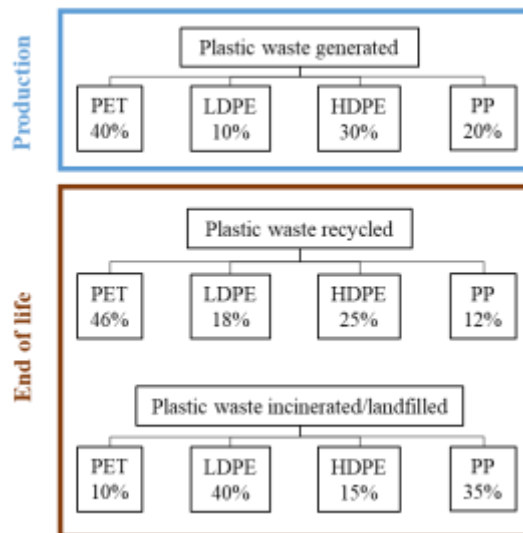 Production
Plastic waste generated
PET
40%
LDPE
10%
HDPE
30%
PP
20%
End of life
Plastic waste recycled
PET
46%
LDPE
18%
HDPE
25%
PP
12%
Plastic waste incinerated/landfilled
PET
10%
LDPE
40%
HDPE
15%
PP
35%